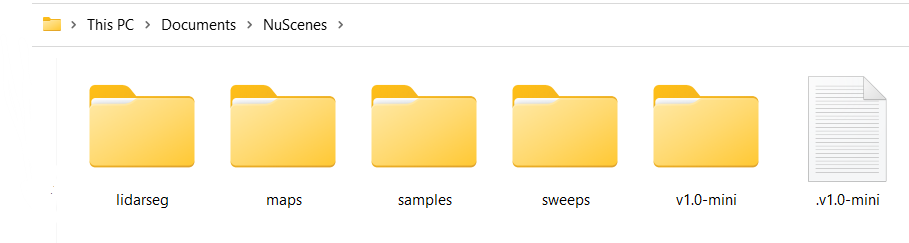 This PC > Documents > NuScenes >
lidarseg maps samples sweeps v1.0-mini .v1.0-mini